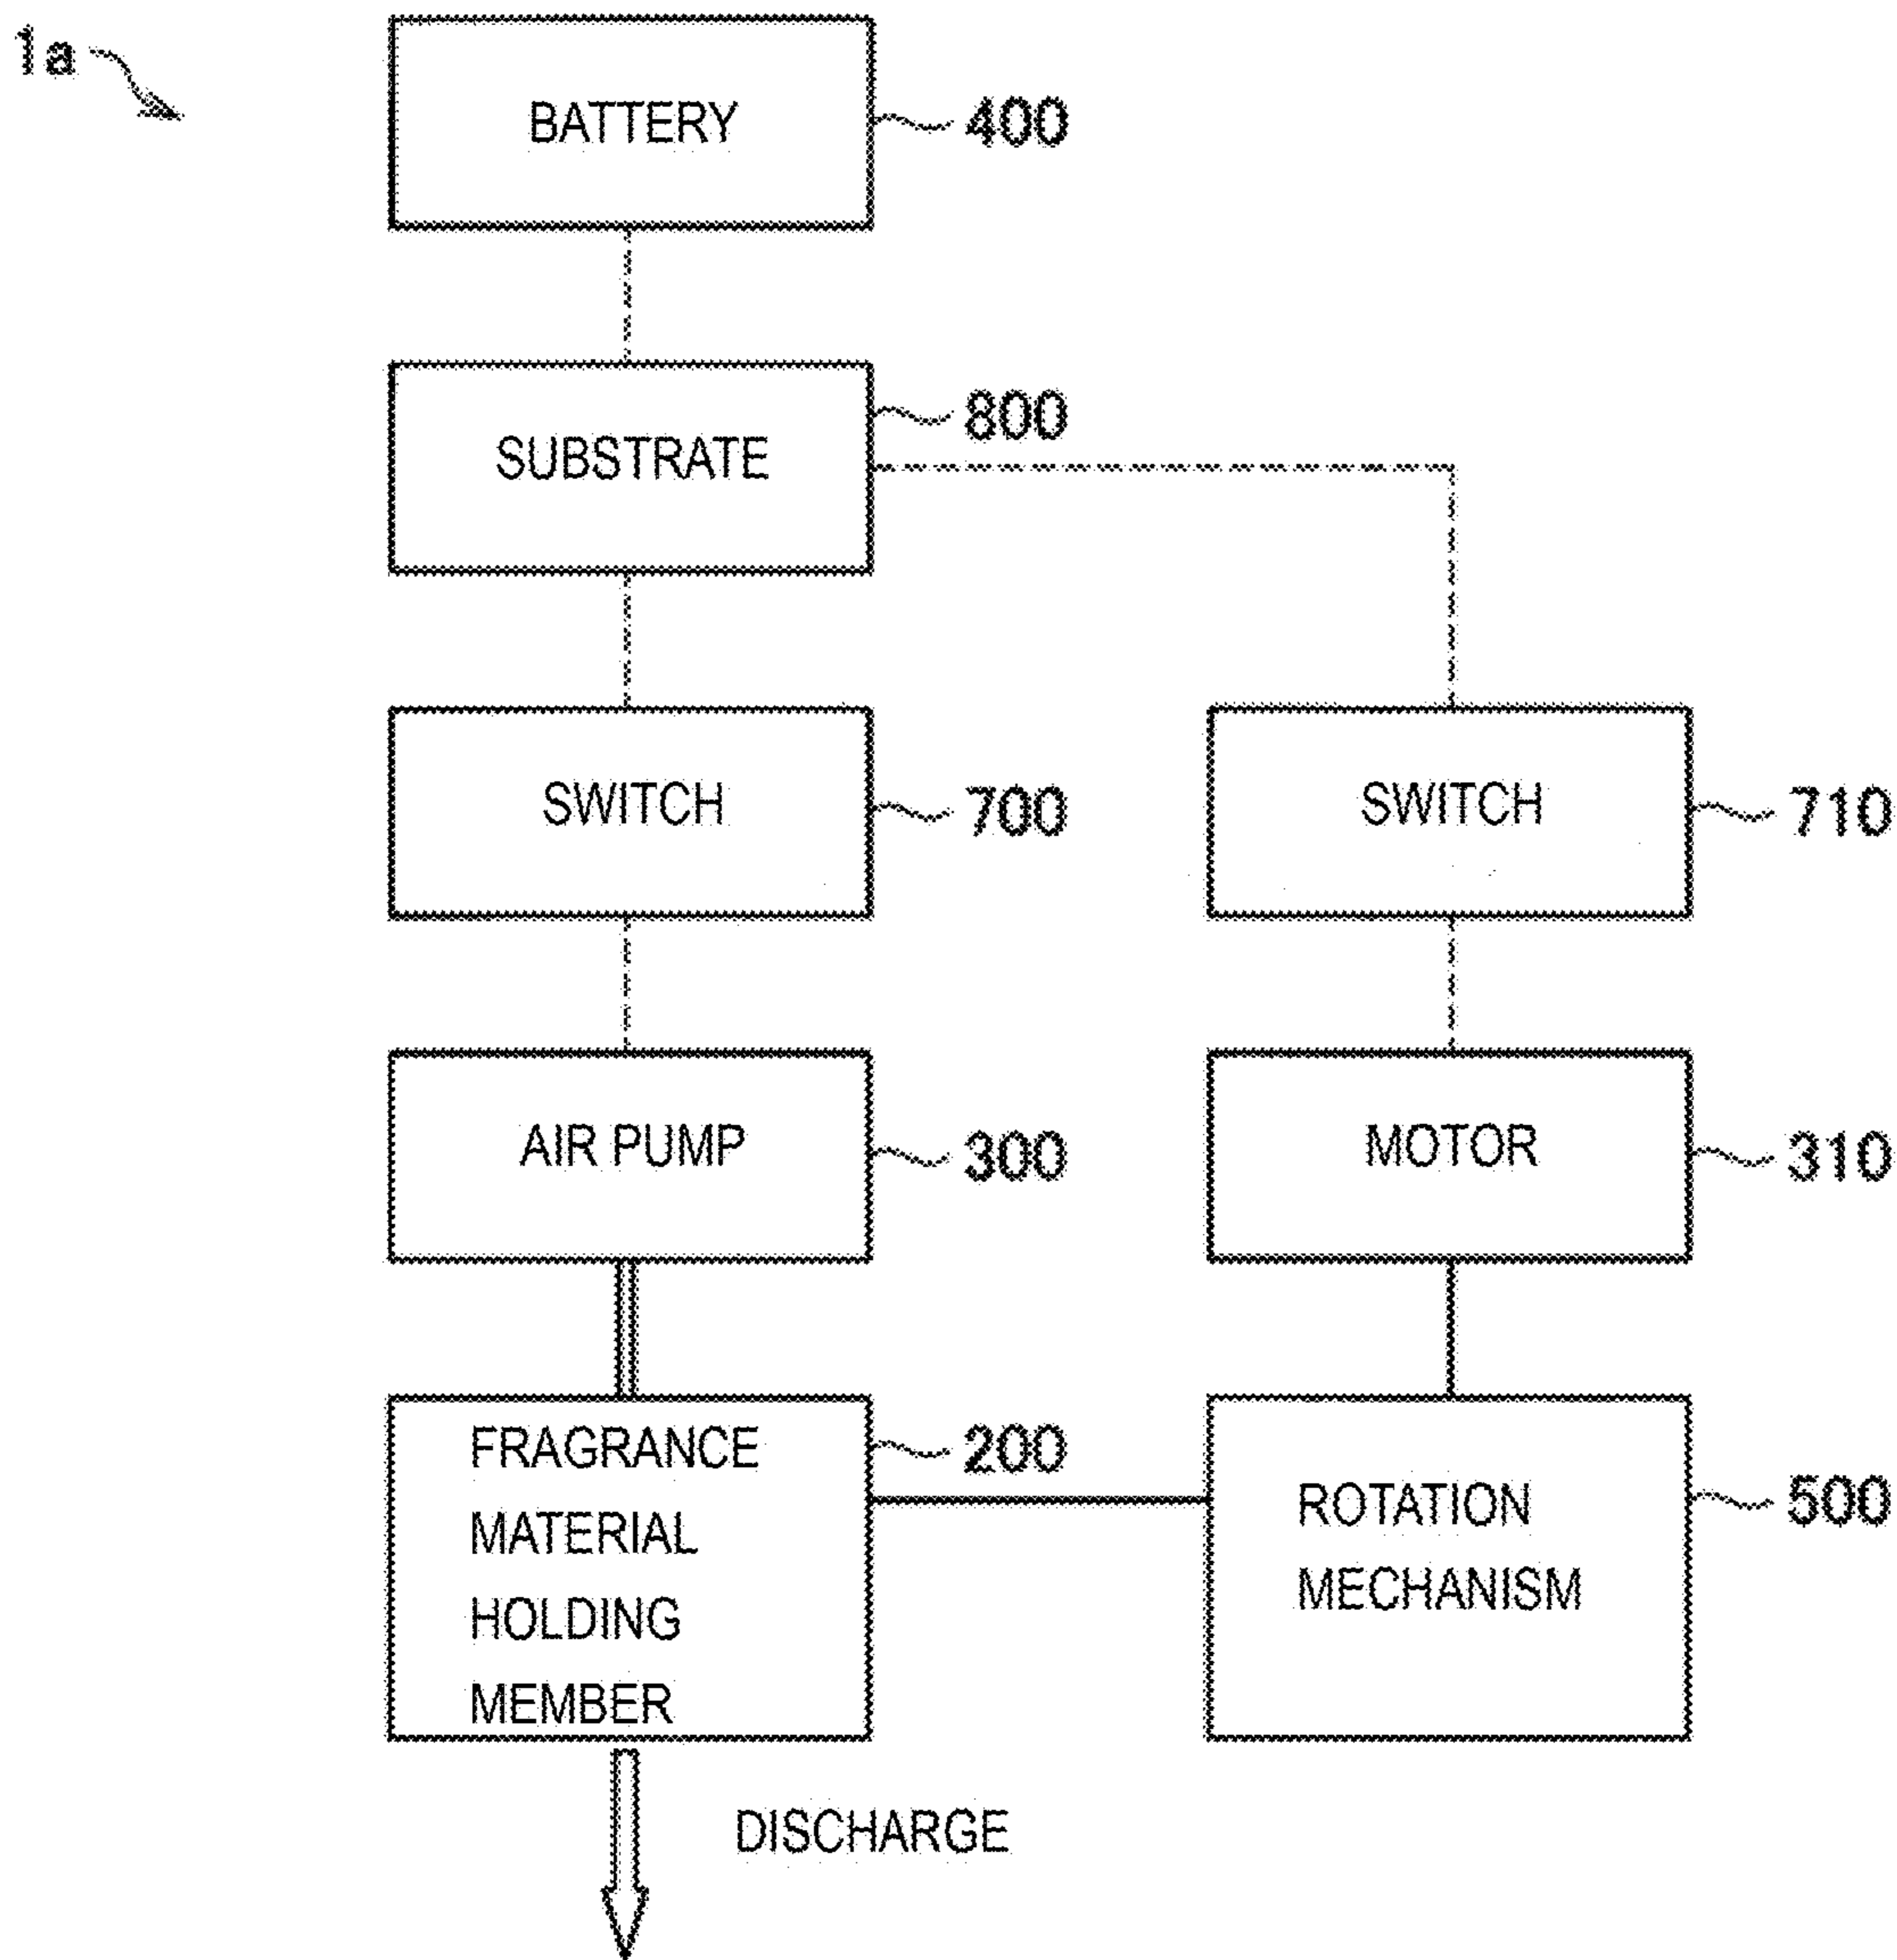 1a
BATTERY
400
SUBSTRATE
800
SWITCH
700
SWITCH
710
AIR PUMP
300
MOTOR
310
FRAGRANCE
MATERIAL
HOLDING
MEMBER
200
ROTATION
MECHANISM
500
DISCHARGE